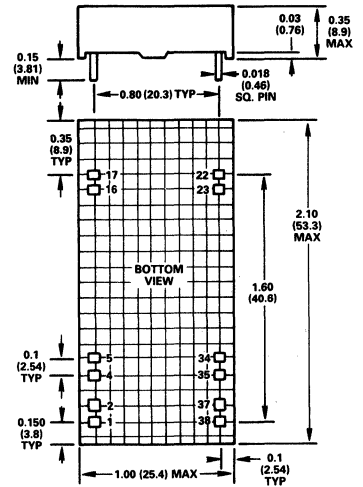 0.03
(0.76)
0.35
(8.9)
MAX
0.15
(3.81)
MIN
0.018
(0.46)
SQ. PIN
0.80 (20.3) TYP
0.35
(8.9)
TYP
17
22
16
23
2.10
(53.3)
MAX
BOTTOM
VIEW
1.60
(40.6)
0.1
(2.54)
TYP
5
34
4
35
2
37
1
38
0.150
(3.8)
TYP
1.00 (25.4) MAX
0.1
(2.54)
TYP